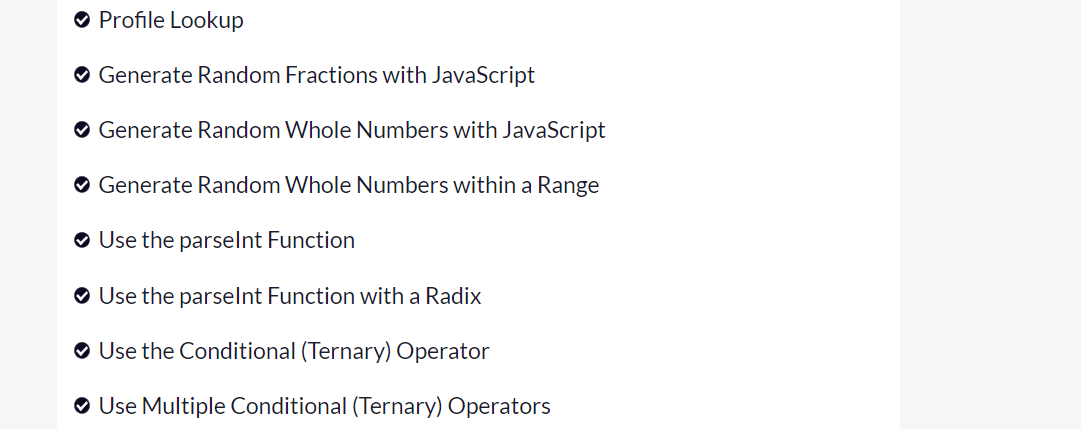 Profile Lookup
Generate Random Fractions with JavaScript
Generate Random Whole Numbers with JavaScript
Generate Random Whole Numbers within a Range
Use the parseInt Function
Use the parseInt Function with a Radix
Use the Conditional (Ternary) Operator
Use Multiple Conditional (Ternary) Operators